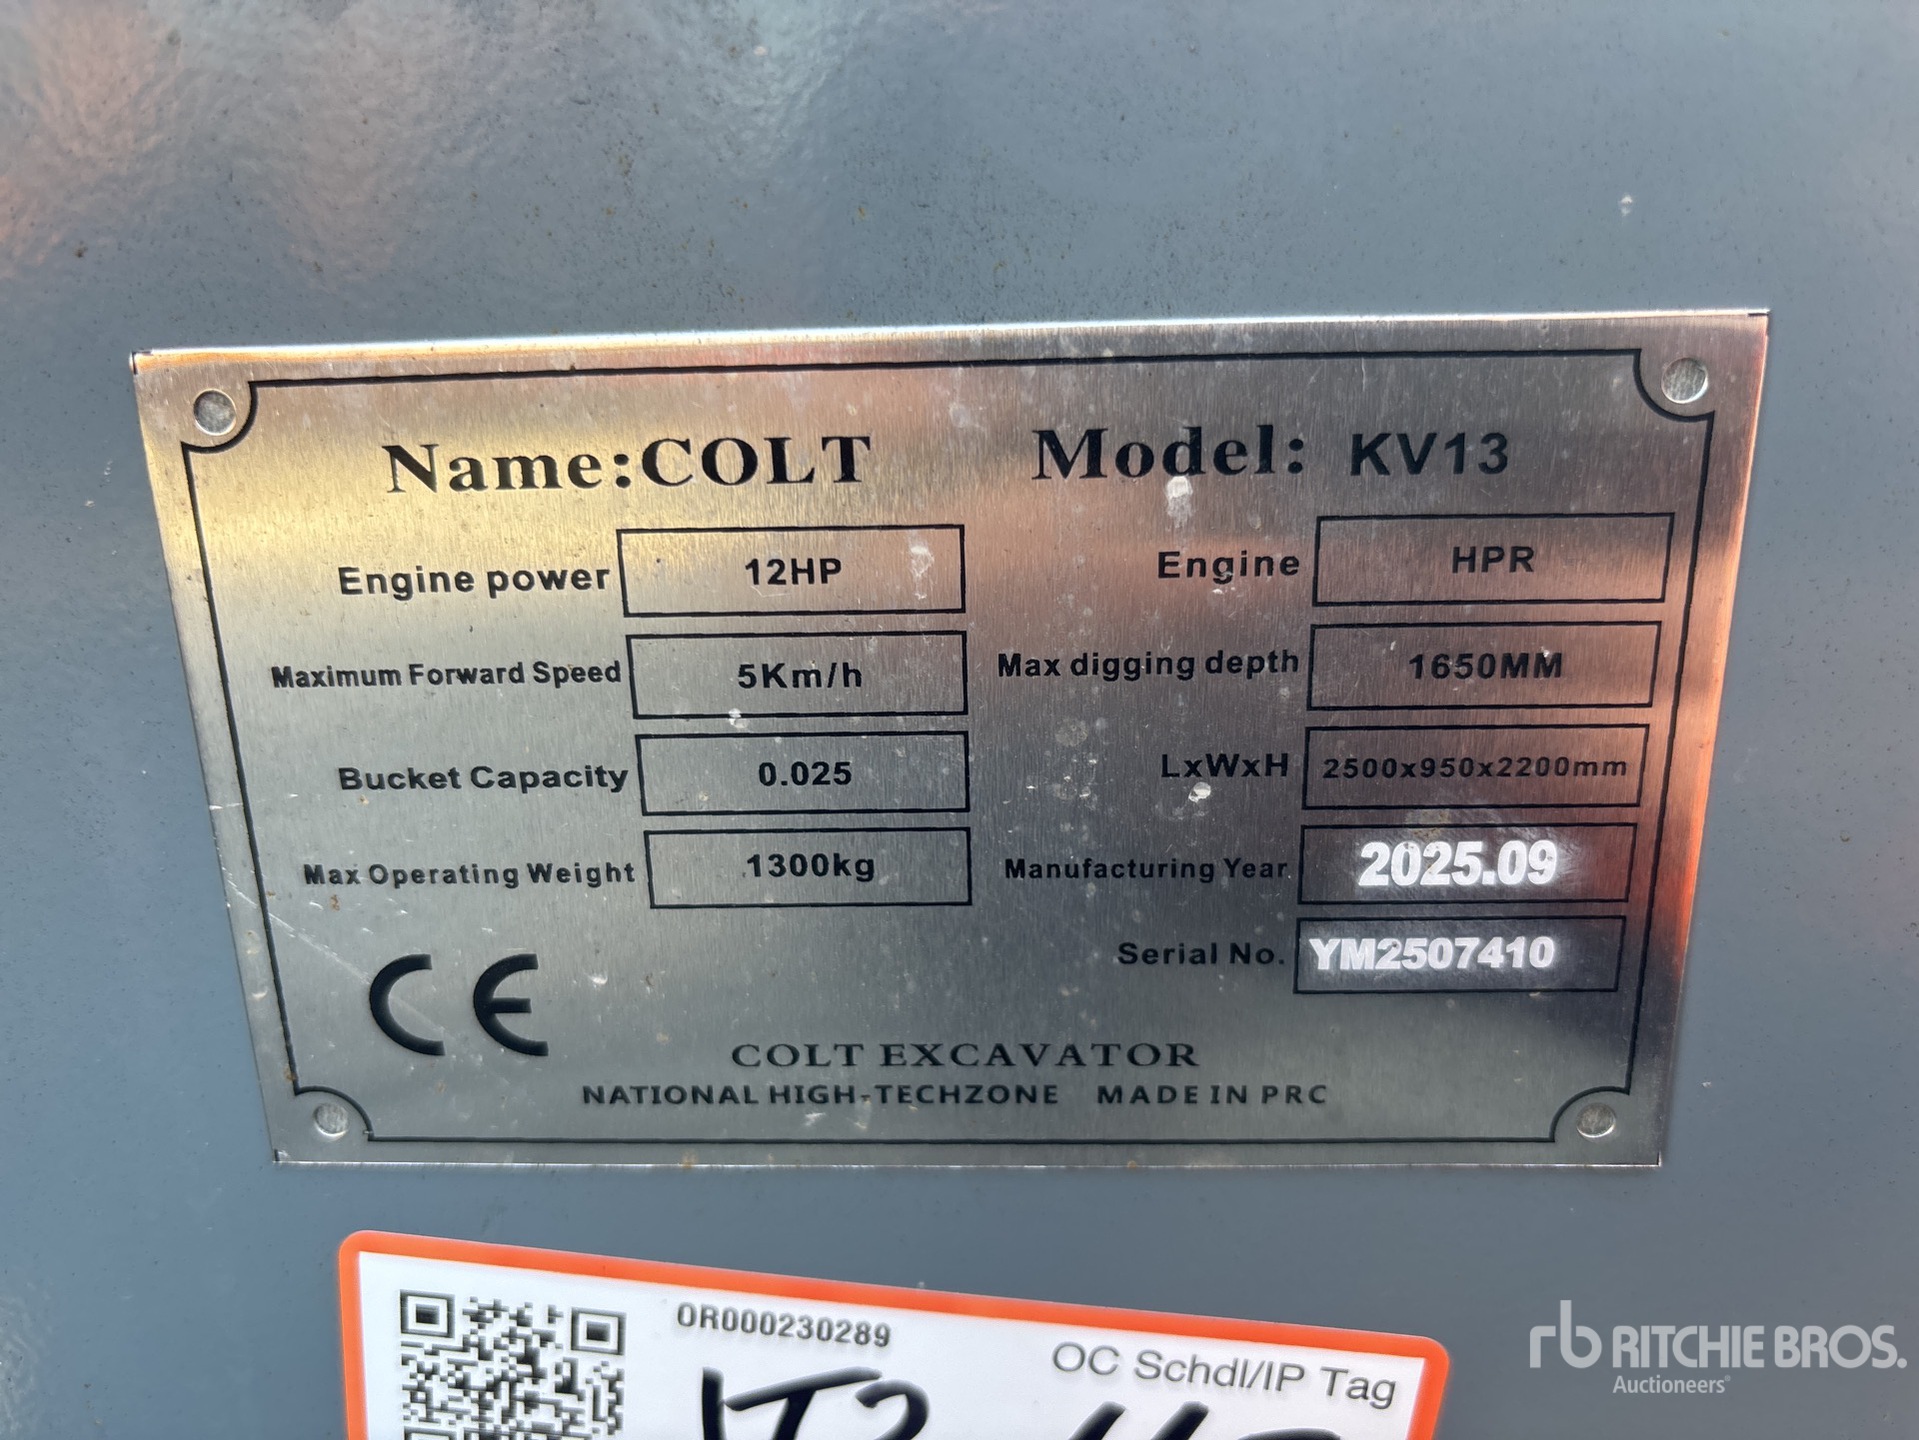 Name:COLT Model: KV13
Engine power 12HP Engine HPR
Maximum Forward Speed 5Km/h Max digging depth 1650MM
Bucket Capacity 0.025 LxWxH 2500x950x2200mm
Max Operating Weight 1300kg Manufacturing Year 2025.09
Serial No. YM2507410
CE
COLT EXCAVATOR
NATIONAL HIGH-TECHZONE MADE IN PRC
OR000230289
OC Schdl/IP Tag
rb RITCHIE BROS.
Auctioneers